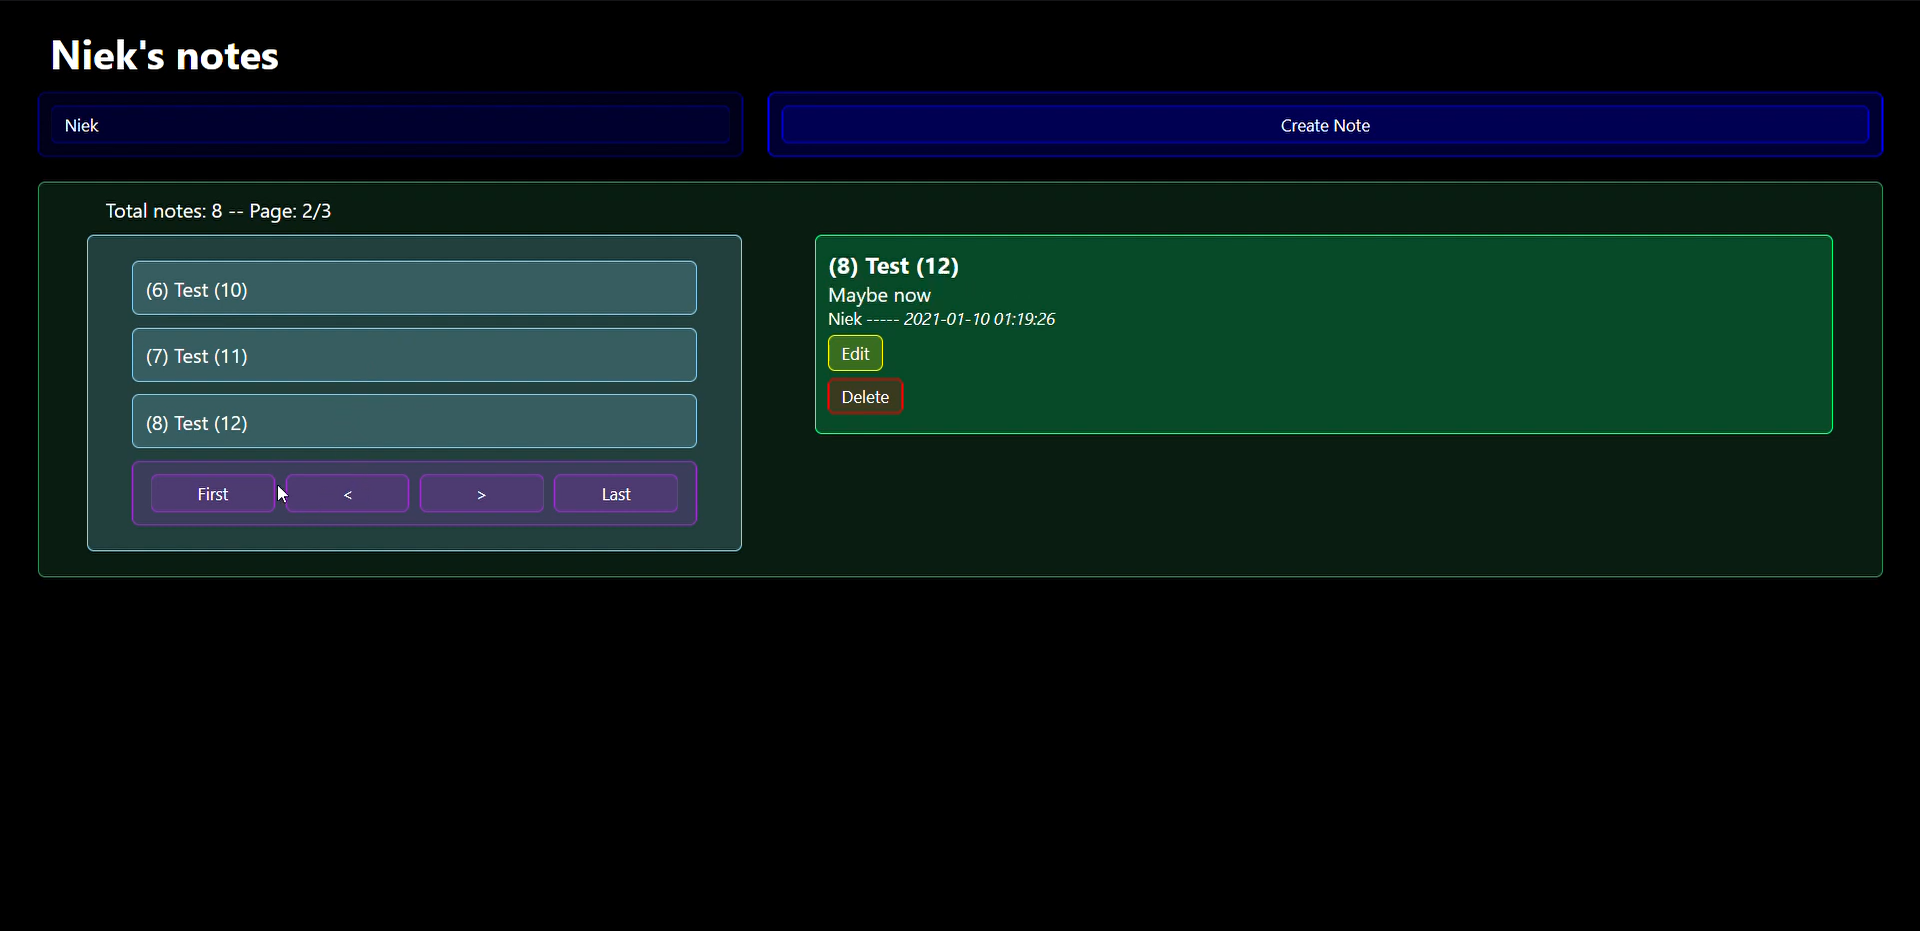 Niek's notes
Niek
Create Note
Total notes: 8 -- Page: 2/3
(6) Test (10)
(7) Test (11)
(8) Test (12)
First < > Last
(8) Test (12)
Maybe now
Niek ----- 2021-01-10 01:19:26
Edit
Delete